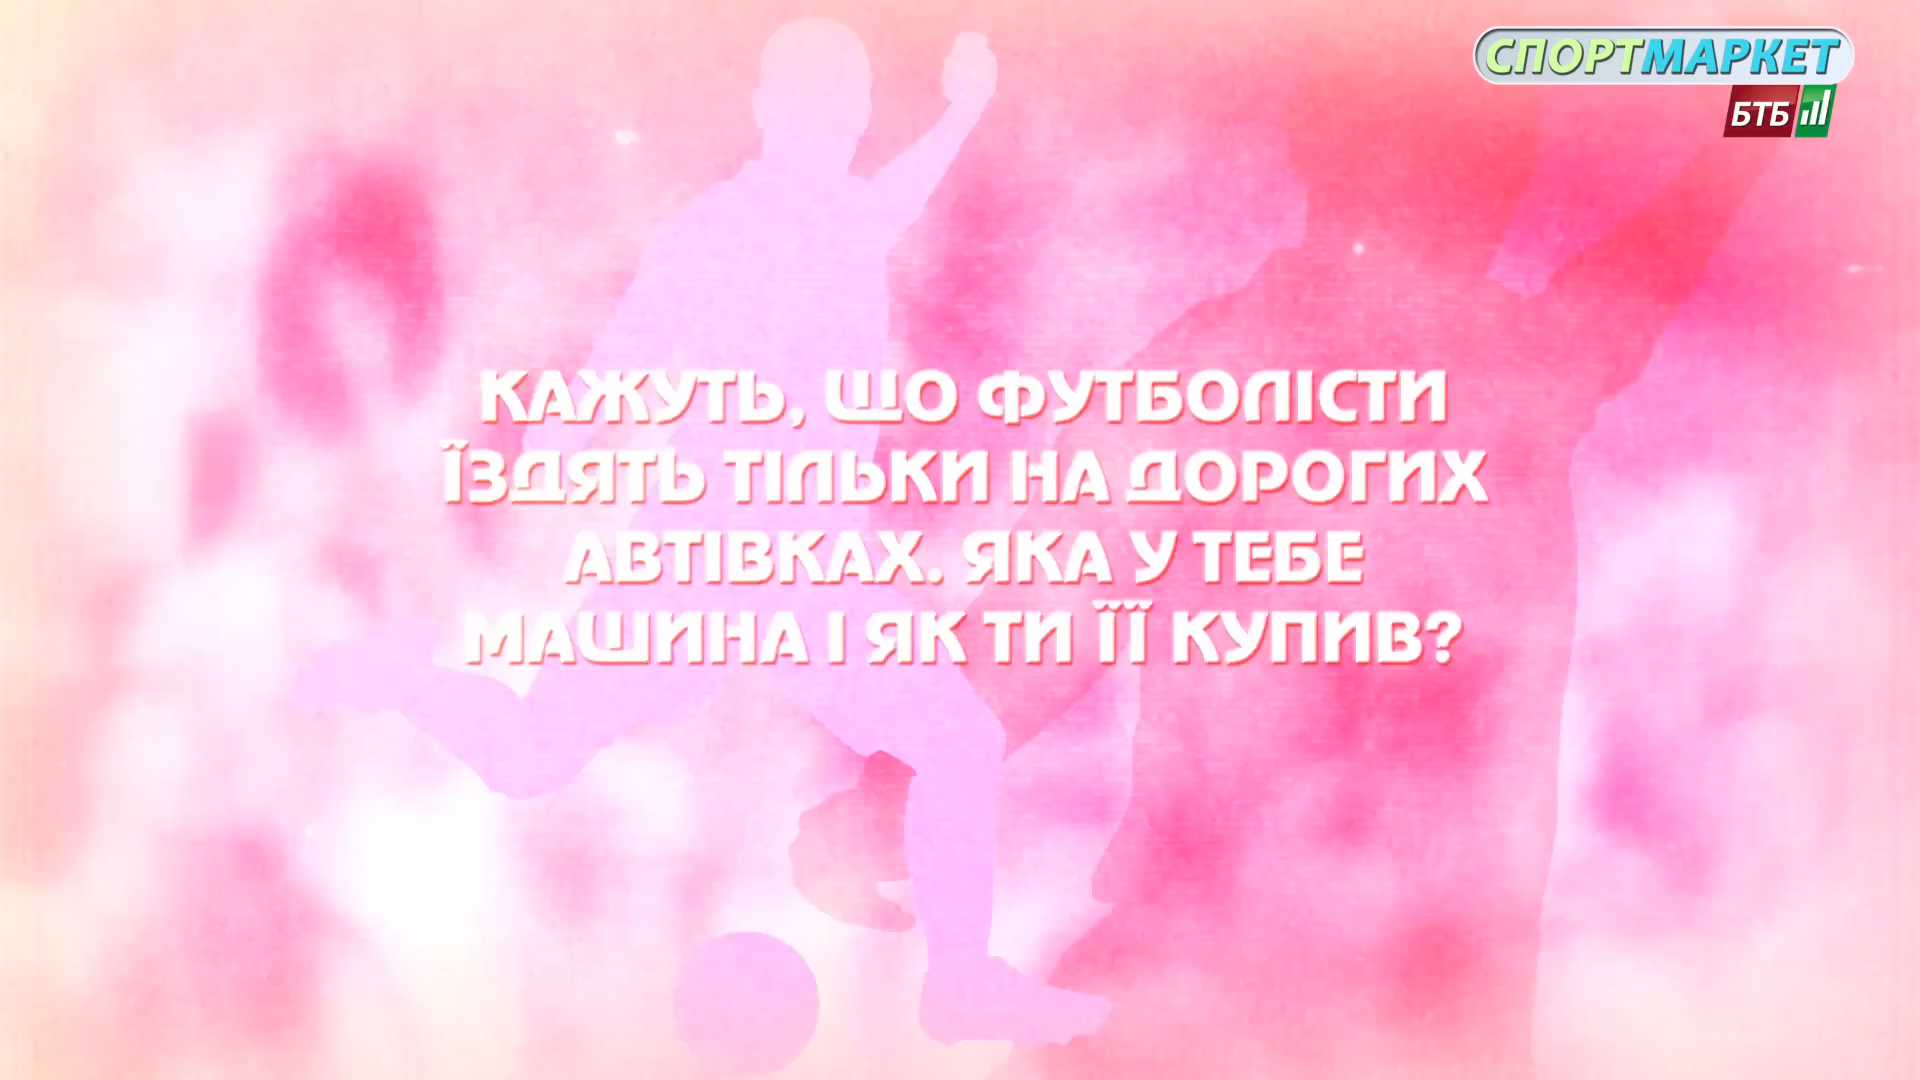 СПОРТМАРКЕТ
БТБ
КАЖУТЬ, ЩО ФУТБОЛІСТИ
ЇЗДЯТЬ ТІЛЬКИ НА ДОРОГИХ
АВТІВКАХ. ЯКА У ТЕБЕ
МАШИНА І ЯК ТИ ЇЇ КУПИВ?